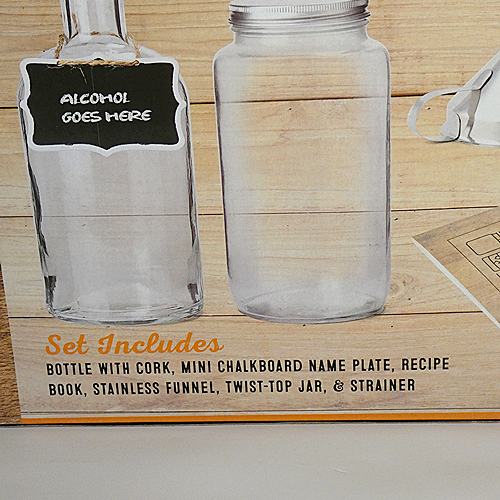 ALCOHOL
GOES HERE
Set Includes
BOTTLE WITH CORK, MINI CHALKBOARD NAME PLATE, RECIPE
BOOK, STAINLESS FUNNEL, TWIST-TOP JAR, & STRAINER